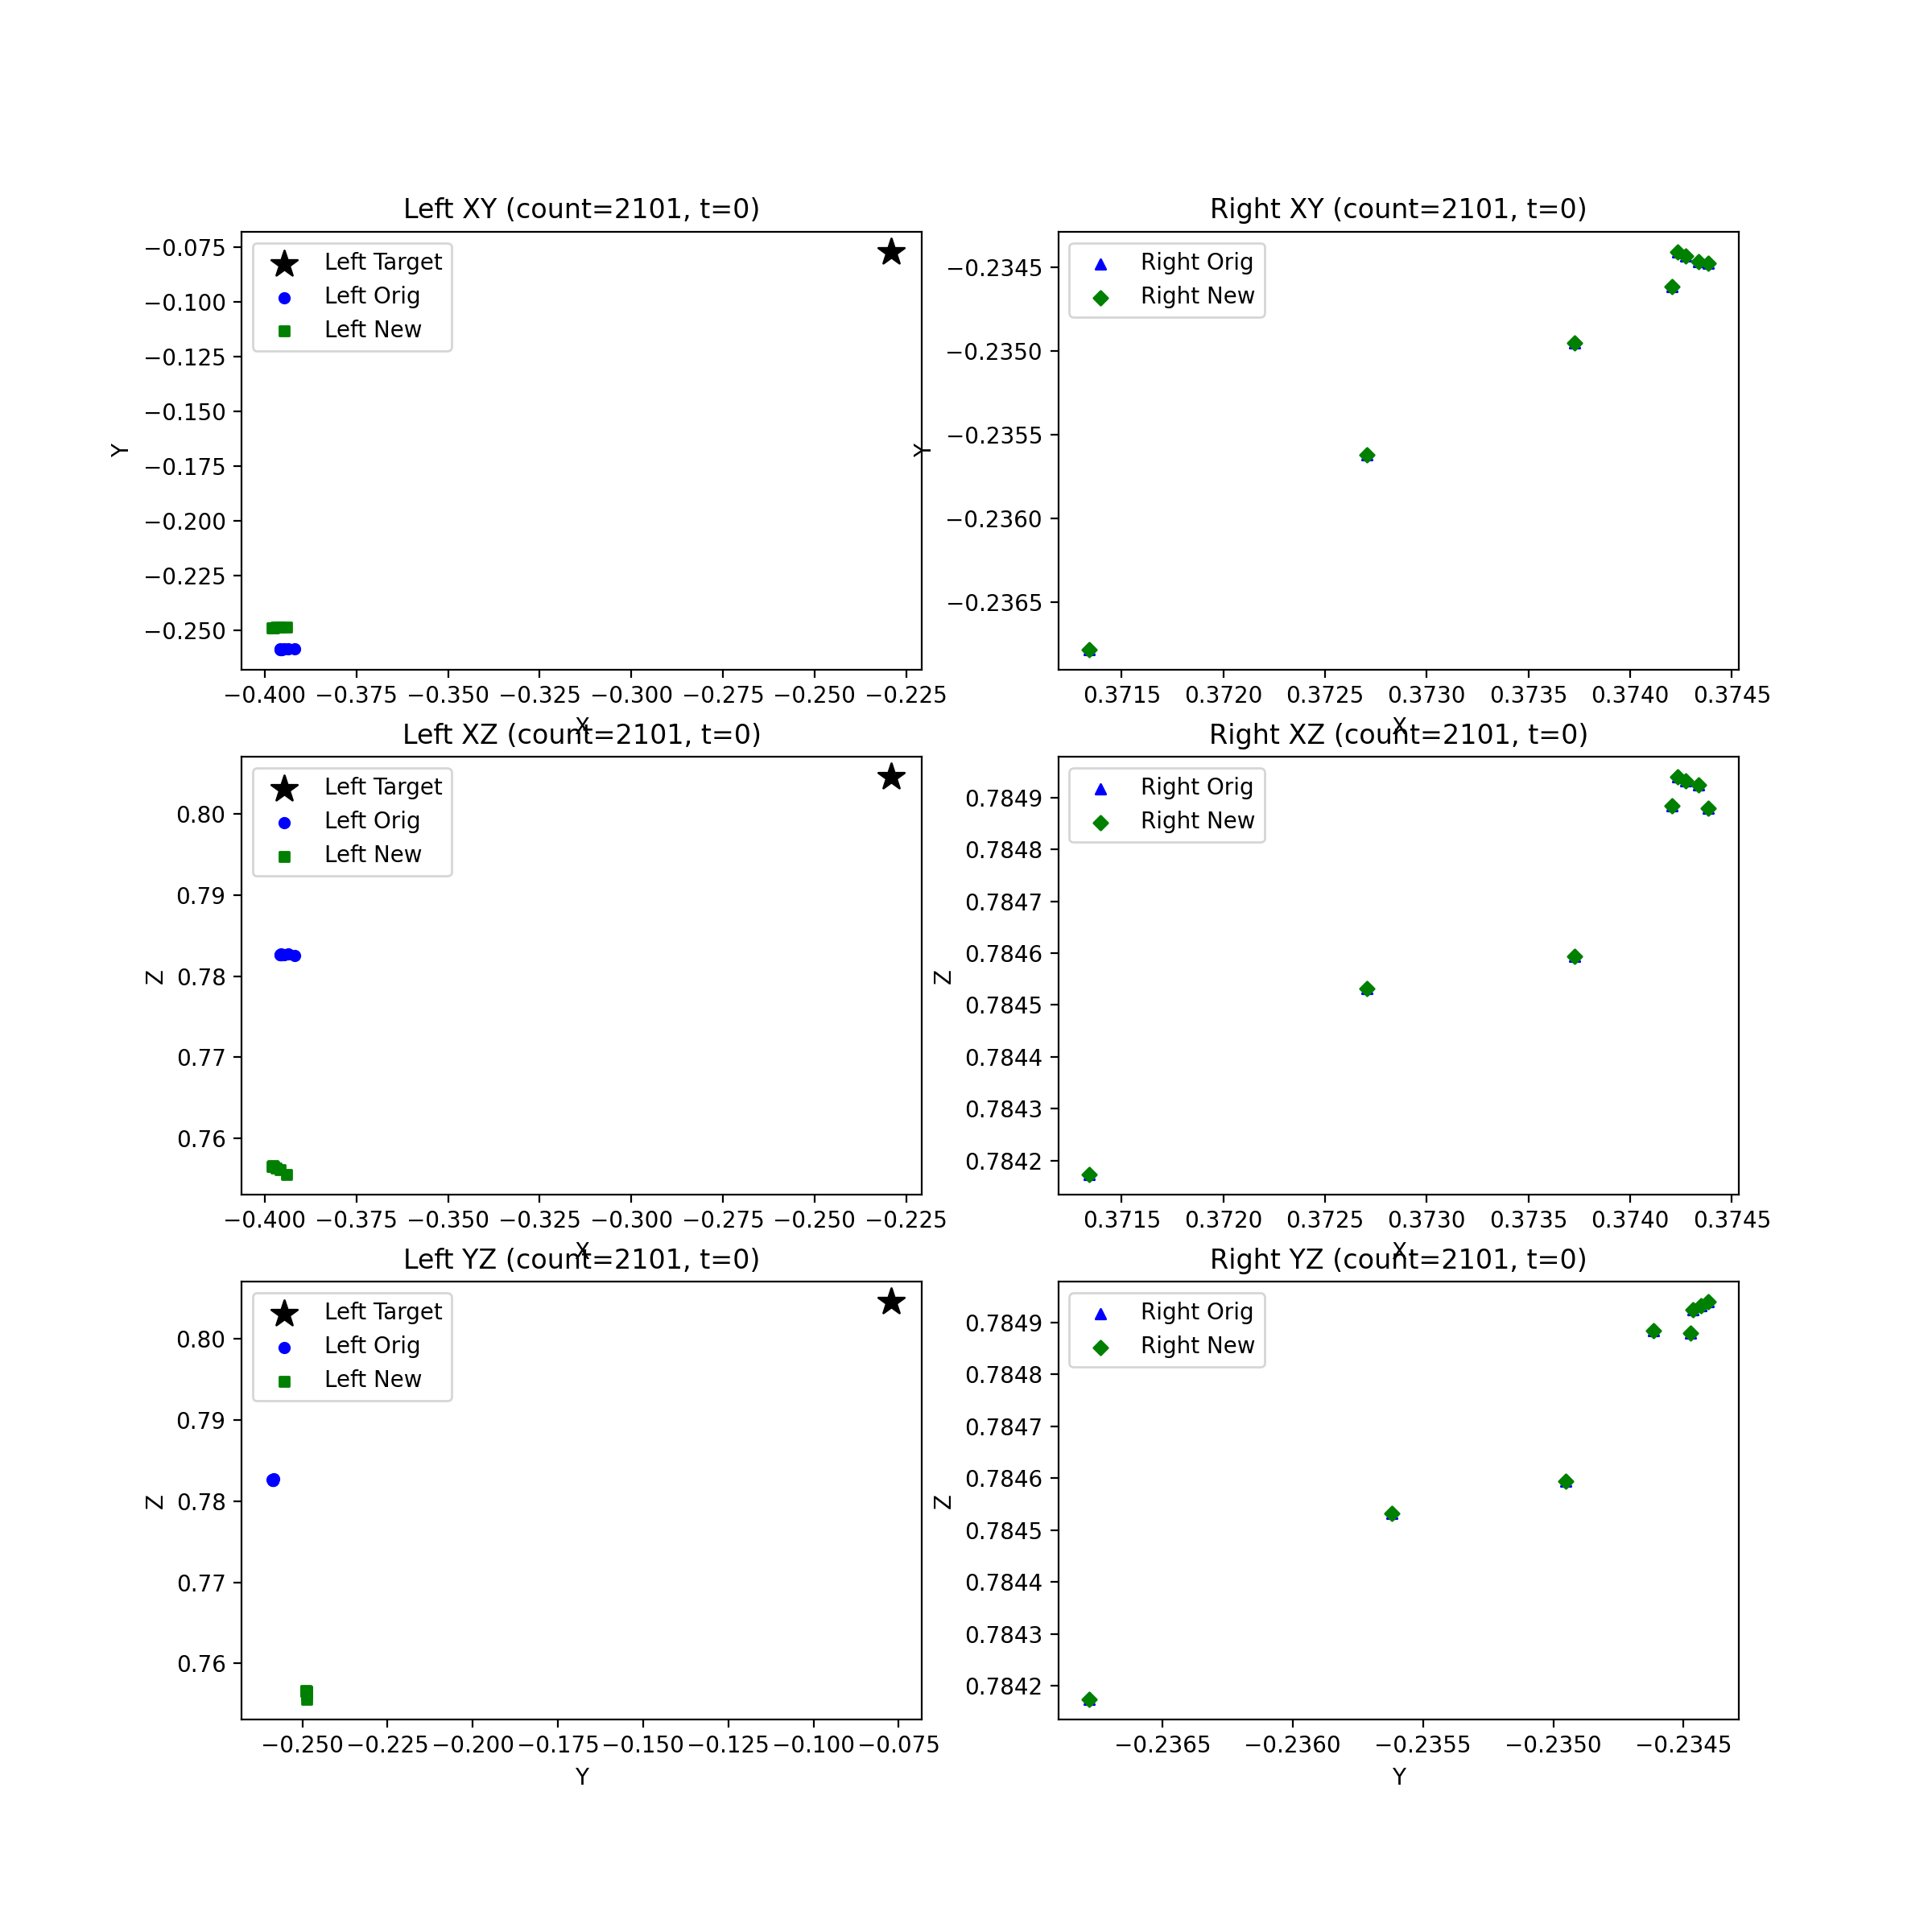 Left XY (count=2101, t=0)
−0.075
−0.100
−0.125
−0.150
−0.175
−0.200
−0.225
−0.250
Y
Left Target
Left Orig
Left New
−0.400 −0.375 −0.350 −0.325 −0.300 −0.275 −0.250 −0.225
X
Right XY (count=2101, t=0)
−0.2345
−0.2350
−0.2355
−0.2360
−0.2365
Y
Right Orig
Right New
0.3715 0.3720 0.3725 0.3730 0.3735 0.3740 0.3745
X
Left XZ (count=2101, t=0)
0.80
0.79
0.78
0.77
0.76
Z
Left Target
Left Orig
Left New
−0.400 −0.375 −0.350 −0.325 −0.300 −0.275 −0.250 −0.225
X
Right XZ (count=2101, t=0)
0.7849
0.7848
0.7847
0.7846
0.7845
0.7844
0.7843
0.7842
Z
Right Orig
Right New
0.3715 0.3720 0.3725 0.3730 0.3735 0.3740 0.3745
X
Left YZ (count=2101, t=0)
0.80
0.79
0.78
0.77
0.76
Z
Left Target
Left Orig
Left New
−0.250 −0.225 −0.200 −0.175 −0.150 −0.125 −0.100 −0.075
Y
Right YZ (count=2101, t=0)
0.7849
0.7848
0.7847
0.7846
0.7845
0.7844
0.7843
0.7842
Z
Right Orig
Right New
−0.2365 −0.2360 −0.2355 −0.2350 −0.2345
Y